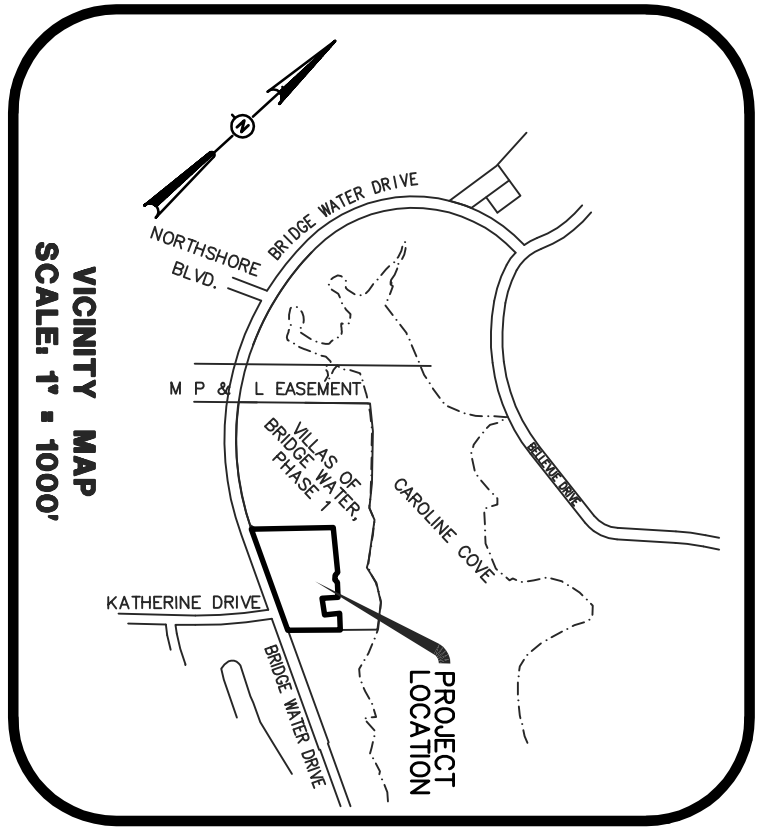 N
BRIDGE WATER DRIVE
NORTHSHORE
BLVD.
M P & L EASEMENT
VILLAS OF
BRIDGE WATER,
PHASE 1
BELLEVUE DRIVE
CAROLINE COVE
KATHERINE DRIVE
BRIDGE WATER DRIVE
PROJECT
LOCATION
VICINITY MAP
SCALE: 1" = 1000'